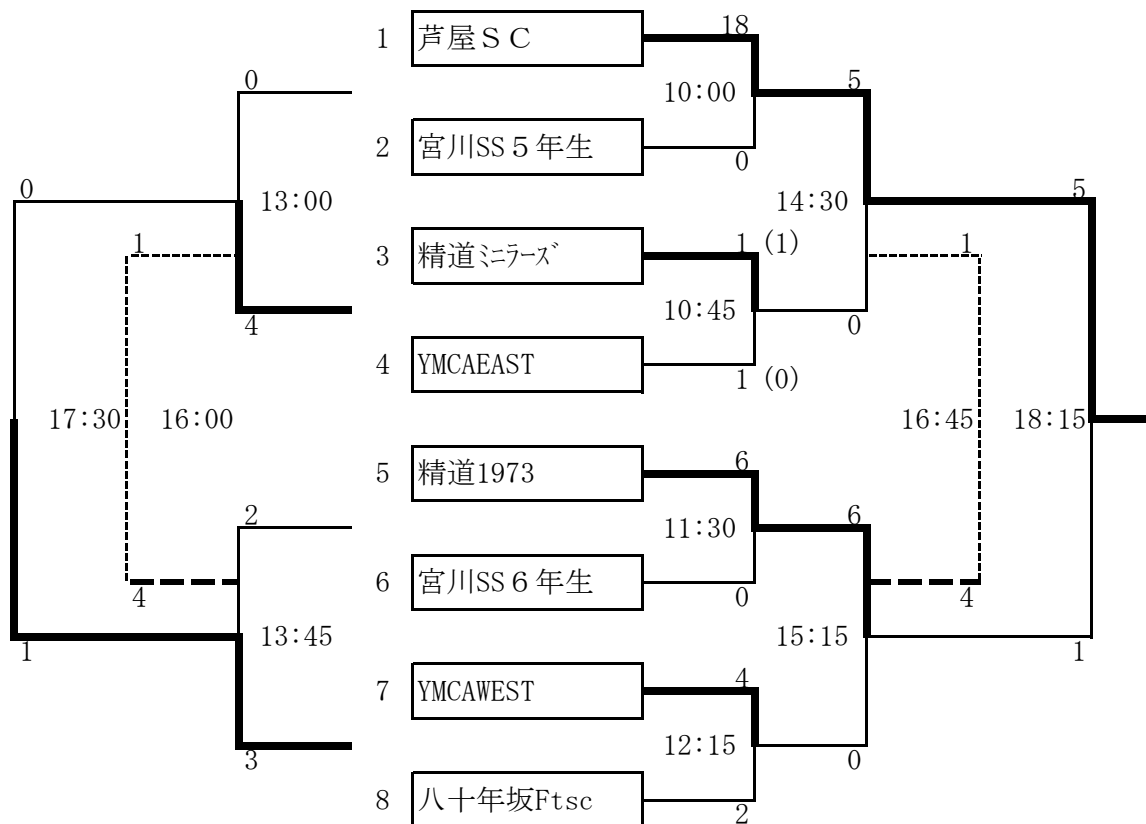 18
1 芦屋ＳＣ
0 10:00 5
2 宮川SS５年生
0
0 13:00 14:30 5
1 3 精道ﾐﾆﾗｰｽﾞ 1 (1) 1
10:45
4 0
4 YMCAEAST
1 (0)
17:30 16:00 16:45 18:15
5 精道1973 6
2 11:30 6
6 宮川SS６年生
4 0 4
1 13:45 15:15 1
7 YMCAWEST 4
12:15
3 0
8 八十年坂Ftsc
2